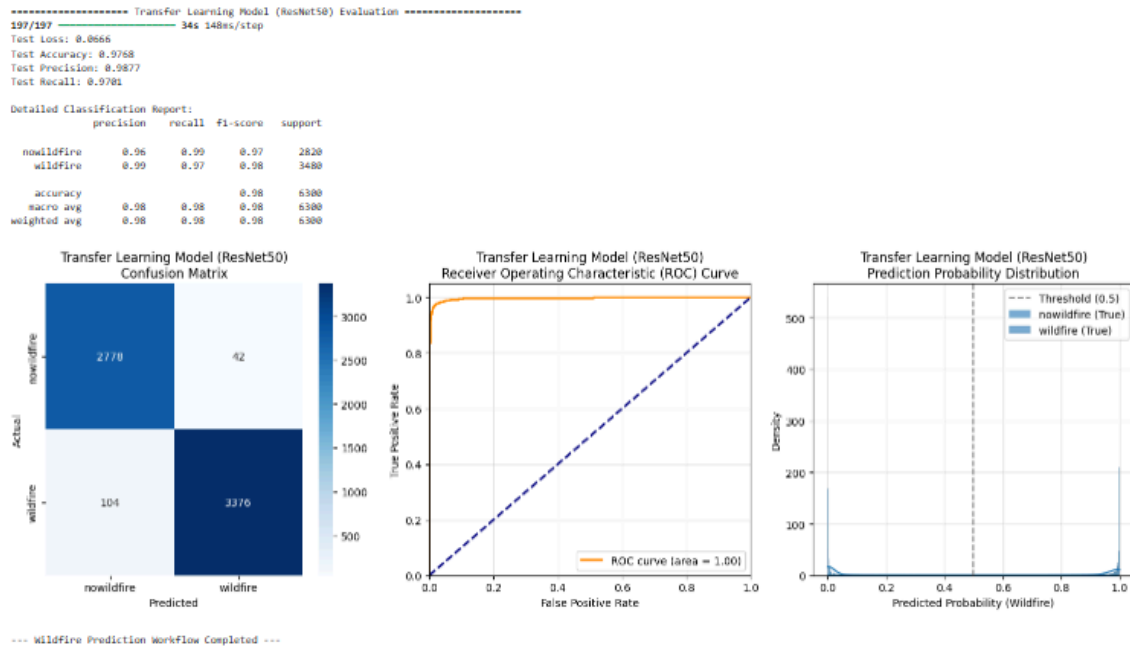 ==================== Transfer Learning Model (ResNet50) Evaluation ====================
197/197 ━━━━━━━━━━━━━━━━━━━━ 34s 148ms/step
Test Loss: 0.0666
Test Accuracy: 0.9768
Test Precision: 0.9877
Test Recall: 0.9701
Detailed Classification Report:
precision recall f1-score support
nowildfire 0.96 0.99 0.97 2820
wildfire 0.99 0.97 0.98 3480
accuracy 0.98 6300
macro avg 0.98 0.98 0.98 6300
weighted avg 0.98 0.98 0.98 6300
Transfer Learning Model (ResNet50)
Confusion Matrix
nowildfire
wildfire
Actual
2778 42
104 3376
nowildfire wildfire
Predicted
3000
2500
2000
1500
1000
500
Transfer Learning Model (ResNet50)
Receiver Operating Characteristic (ROC) Curve
True Positive Rate
1.0
0.8
0.6
0.4
0.2
0.0
ROC curve (area = 1.00)
0.0 0.2 0.4 0.6 0.8 1.0
False Positive Rate
Transfer Learning Model (ResNet50)
Prediction Probability Distribution
Threshold (0.5)
nowildfire (True)
wildfire (True)
Density
500
400
300
200
100
0
0.0 0.2 0.4 0.6 0.8 1.0
Predicted Probability (Wildfire)
--- Wildfire Prediction Workflow Completed ---